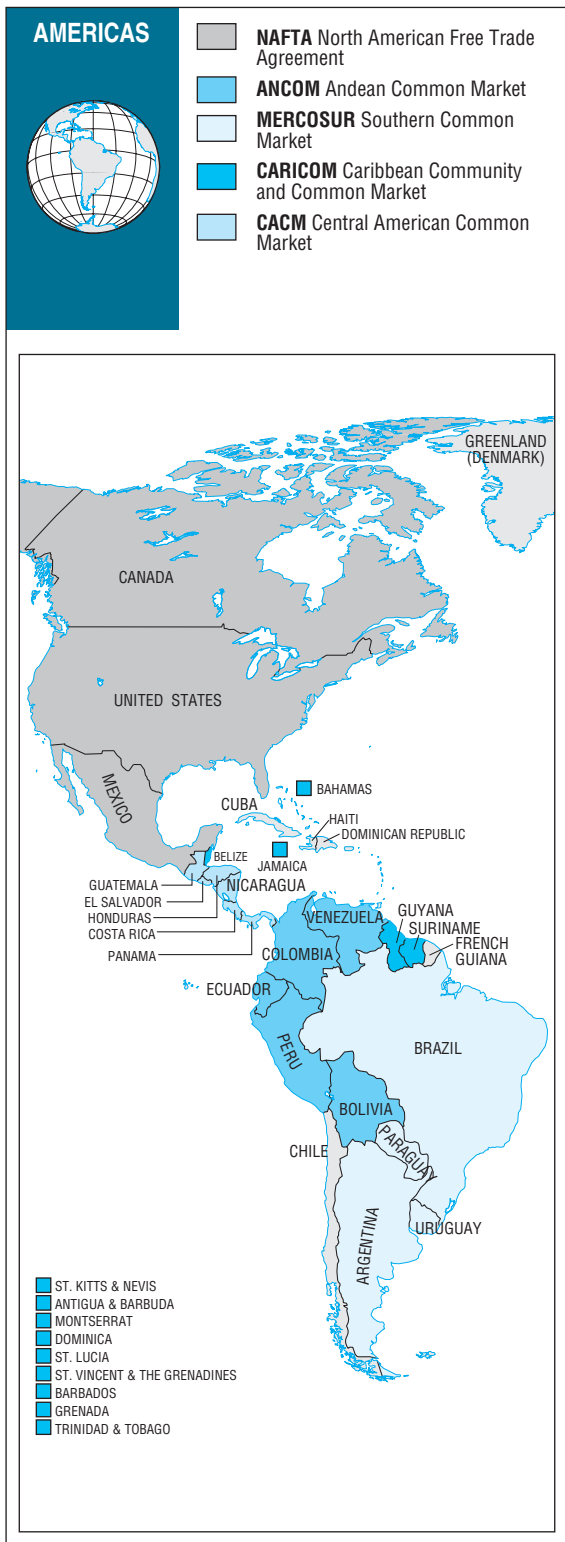 AMERICAS
NAFTA North American Free Trade
Agreement
ANCOM Andean Common Market
MERCOSUR Southern Common
Market
CARICOM Caribbean Community
and Common Market
CACM Central American Common
Market
GREENLAND
(DENMARK)
CANADA
UNITED STATES
MEXICO
BAHAMAS
CUBA
HAITI
DOMINICAN REPUBLIC
BELIZE
JAMAICA
GUATEMALA
NICARAGUA
EL SALVADOR
HONDURAS
COSTA RICA
PANAMA
VENEZUELA
GUYANA
SURINAME
FRENCH
GUIANA
COLOMBIA
ECUADOR
PERU
BRAZIL
BOLIVIA
PARAGUAY
CHILE
URUGUAY
ARGENTINA
ST. KITTS & NEVIS
ANTIGUA & BARBUDA
MONTSERRAT
DOMINICA
ST. LUCIA
ST. VINCENT & THE GRENADINES
BARBADOS
GRENADA
TRINIDAD & TOBAGO